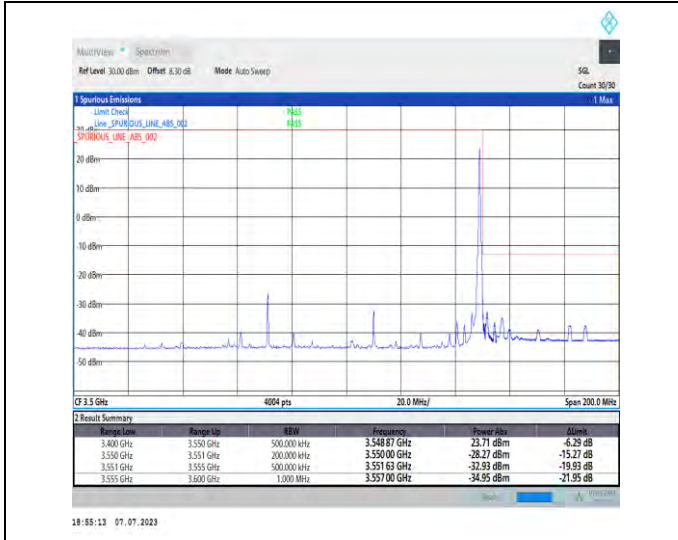 MultiView Spectrum
Ref Level 30.00 dBm Offset 8.30 dB Mode Auto Sweep SGL
Count 30/30
1 Spurious Emissions 1 Max
Limit Check PASS
Line _SPURIOUS_LINE_ABS_002 PASS
_SPURIOUS_LINE_ABS_002
20 dBm
10 dBm
0 dBm
-10 dBm
-20 dBm
-30 dBm
-40 dBm
-50 dBm
CF 3.5 GHz 4004 pts 20.0 MHz/ Span 200.0 MHz
2 Result Summary
Range Low Range Up RBW Frequency Power Abs ΔLimit
3.400 GHz 3.550 GHz 500.000 kHz 3.548 87 GHz 23.71 dBm -6.29 dB
3.550 GHz 3.551 GHz 200.000 kHz 3.550 00 GHz -28.27 dBm -15.27 dB
3.551 GHz 3.555 GHz 500.000 kHz 3.551 63 GHz -32.93 dBm -19.93 dB
3.555 GHz 3.600 GHz 1.000 MHz 3.557 00 GHz -34.95 dBm -21.95 dB
18:55:13 07.07.2023